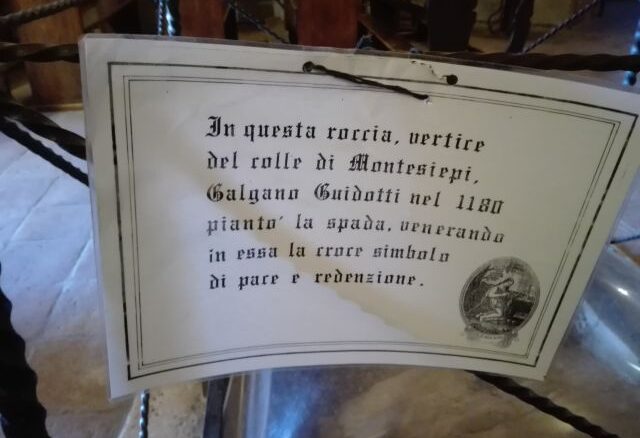 In questa roccia, vertice
del colle di Montesiepi,
Galgano Guidotti nel 1180
pianto' la spada, venerando
in essa la croce simbolo
di pace e redenzione.